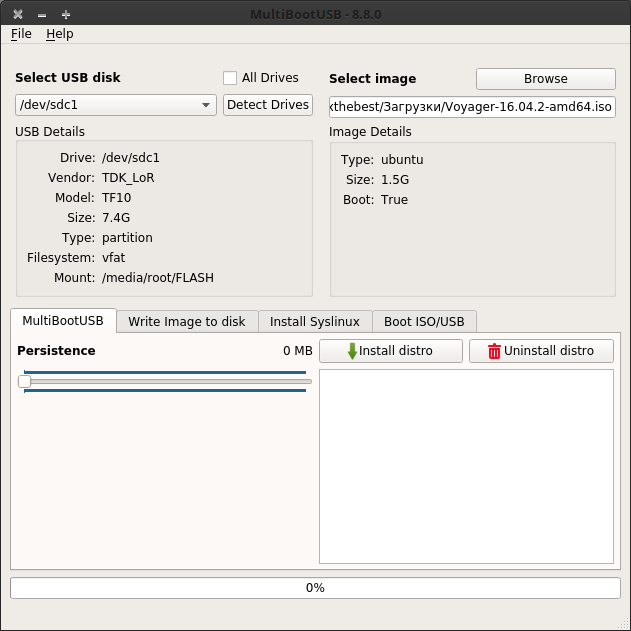 MultiBootUSB - 8.8.0
File Help
Select USB disk All Drives
Select image Browse
/dev/sdc1 Detect Drives
xthebest/Загрузки/Voyager-16.04.2-amd64.iso
USB Details
Drive: /dev/sdc1
Vendor: TDK_LoR
Model: TF10
Size: 7.4G
Type: partition
Filesystem: vfat
Mount: /media/root/FLASH
Image Details
Type: ubuntu
Size: 1.5G
Boot: True
MultiBootUSB Write Image to disk Install Syslinux Boot ISO/USB
Persistence 0 MB Install distro Uninstall distro
0%